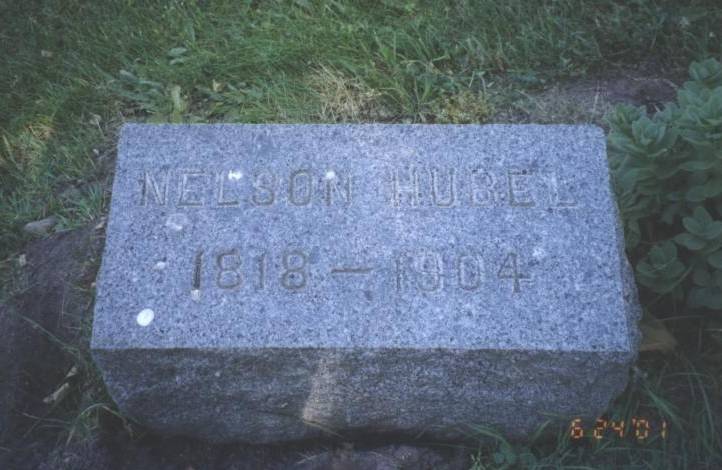 NELSON HUBEL
1818 – 1904
6 24 '01